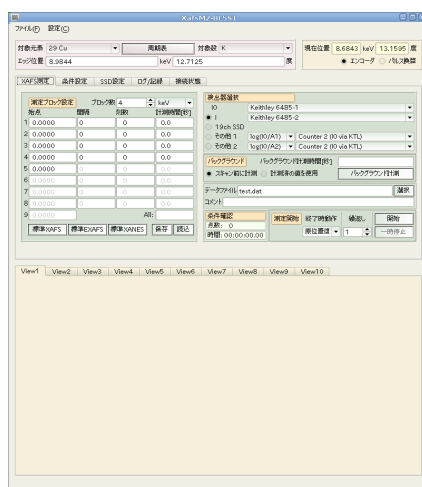 XafsM2-BL5S1
ファイル(F) 設定(C)
対象元素 29 Cu 周期表 対象殻 K
エッジ位置 8.9844 keV 12.7125 度
現在位置 8.6843 keV 13.1595 度
エンコーダ パルス換算
XAFS測定 条件設定 SSD設定 ログ/記録 接続状態
測定ブロック設定 ブロック数 4 keV
始点 間隔 刻数 計測時間[秒]
1 0.0000 0 0 0.0
2 0.0000 0 0 0.0
3 0.0000 0 0 0.0
4 0.0000 0 0 0.0
5 0.0000 0 0 0.0
6 0.0000 0 0 0.0
7 0.0000 0 0 0.0
8 0.0000 0 0 0.0
9 0.0000 All:
標準XAFS 標準EXAFS 標準XANES 保存 読込
検出器選択
I0 Keithley 6485-1
I Keithley 6485-2
19ch SSD
その他 1 log(I0/A1) Counter 2 (I0 via KTL)
その他 2 log(I0/A2) Counter 2 (I0 via KTL)
バックグラウンド バックグラウンド計測時間[秒]
スキャン前に計測 計測済の値を使用 バックグラウンド計測
データファイル test.dat 選択
コメント
条件確認
点数: 0
時間: 00:00:00.00
測定開始 終了時動作 繰返し 開始
原位置復 1 一時停止
View1 View2 View3 View4 View5 View6 View7 View8 View9 View10